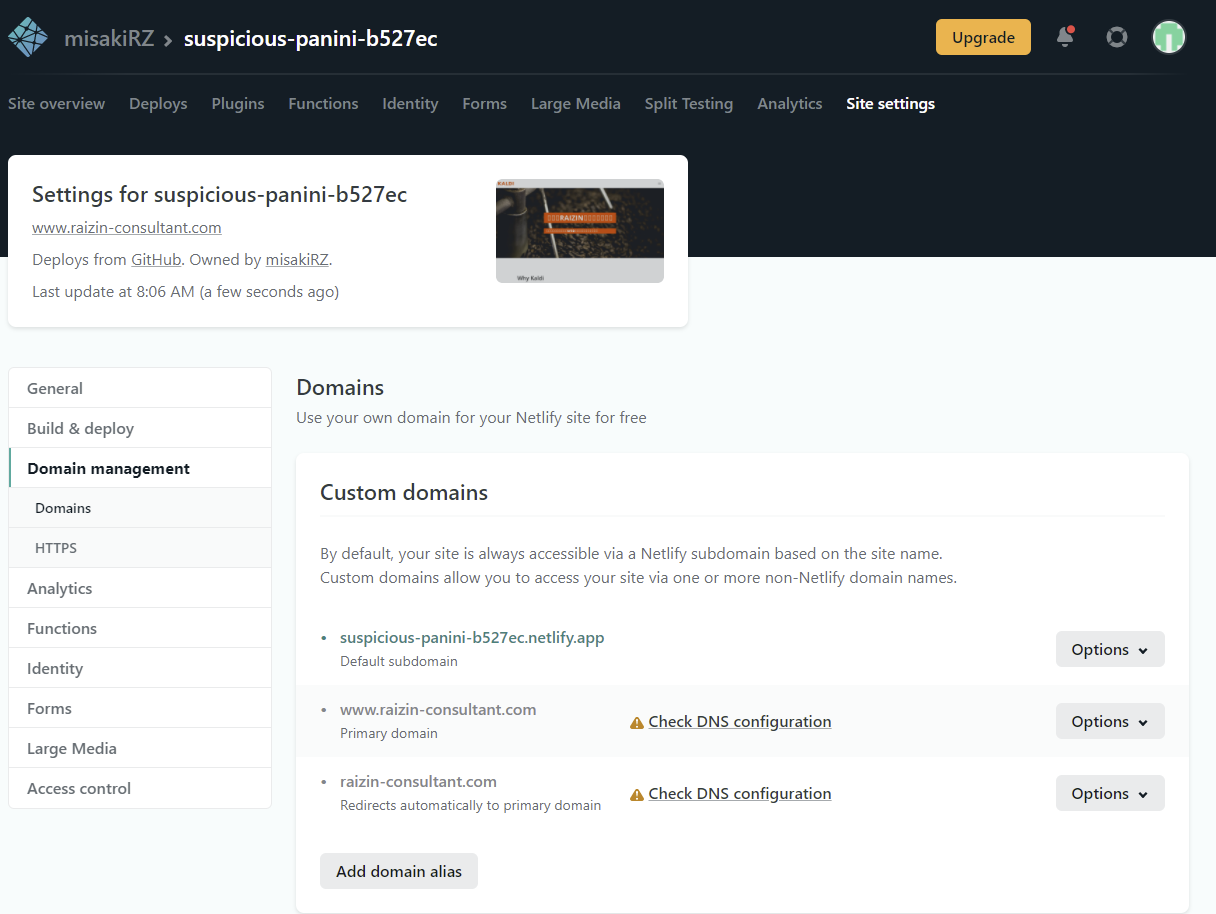 misakiRZ > suspicious-panini-b527ec
Upgrade
Site overview Deploys Plugins Functions Identity Forms Large Media Split Testing Analytics Site settings
Settings for suspicious-panini-b527ec
www.raizin-consultant.com
Deploys from GitHub. Owned by misakiRZ.
Last update at 8:06 AM (a few seconds ago)
KALDI
RAIZIN
Why Kaldi
General
Build & deploy
Domain management
Domains
HTTPS
Analytics
Functions
Identity
Forms
Large Media
Access control
Domains
Use your own domain for your Netlify site for free
Custom domains
By default, your site is always accessible via a Netlify subdomain based on the site name.
Custom domains allow you to access your site via one or more non-Netlify domain names.
• suspicious-panini-b527ec.netlify.app
Default subdomain
Options
• www.raizin-consultant.com
Primary domain
Check DNS configuration
Options
• raizin-consultant.com
Redirects automatically to primary domain
Check DNS configuration
Options
Add domain alias